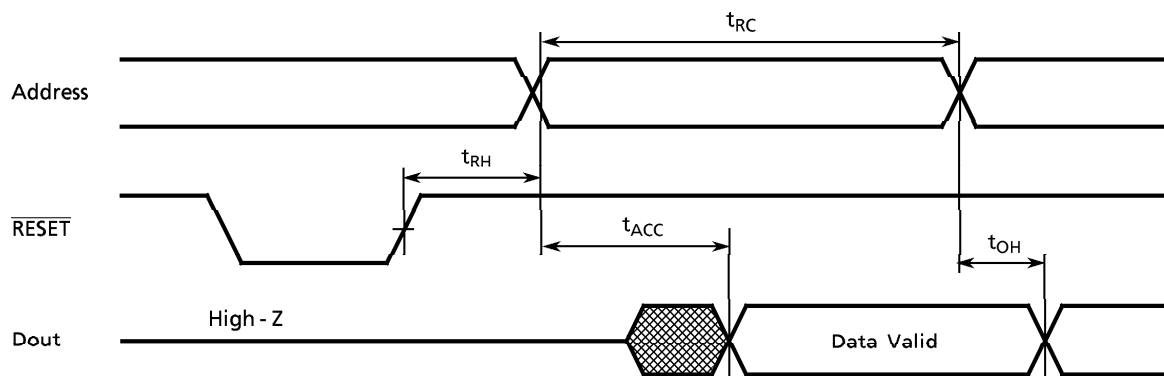 tRC
Address
tRH
RESET
tACC
tOH
High - Z
Dout
Data Valid